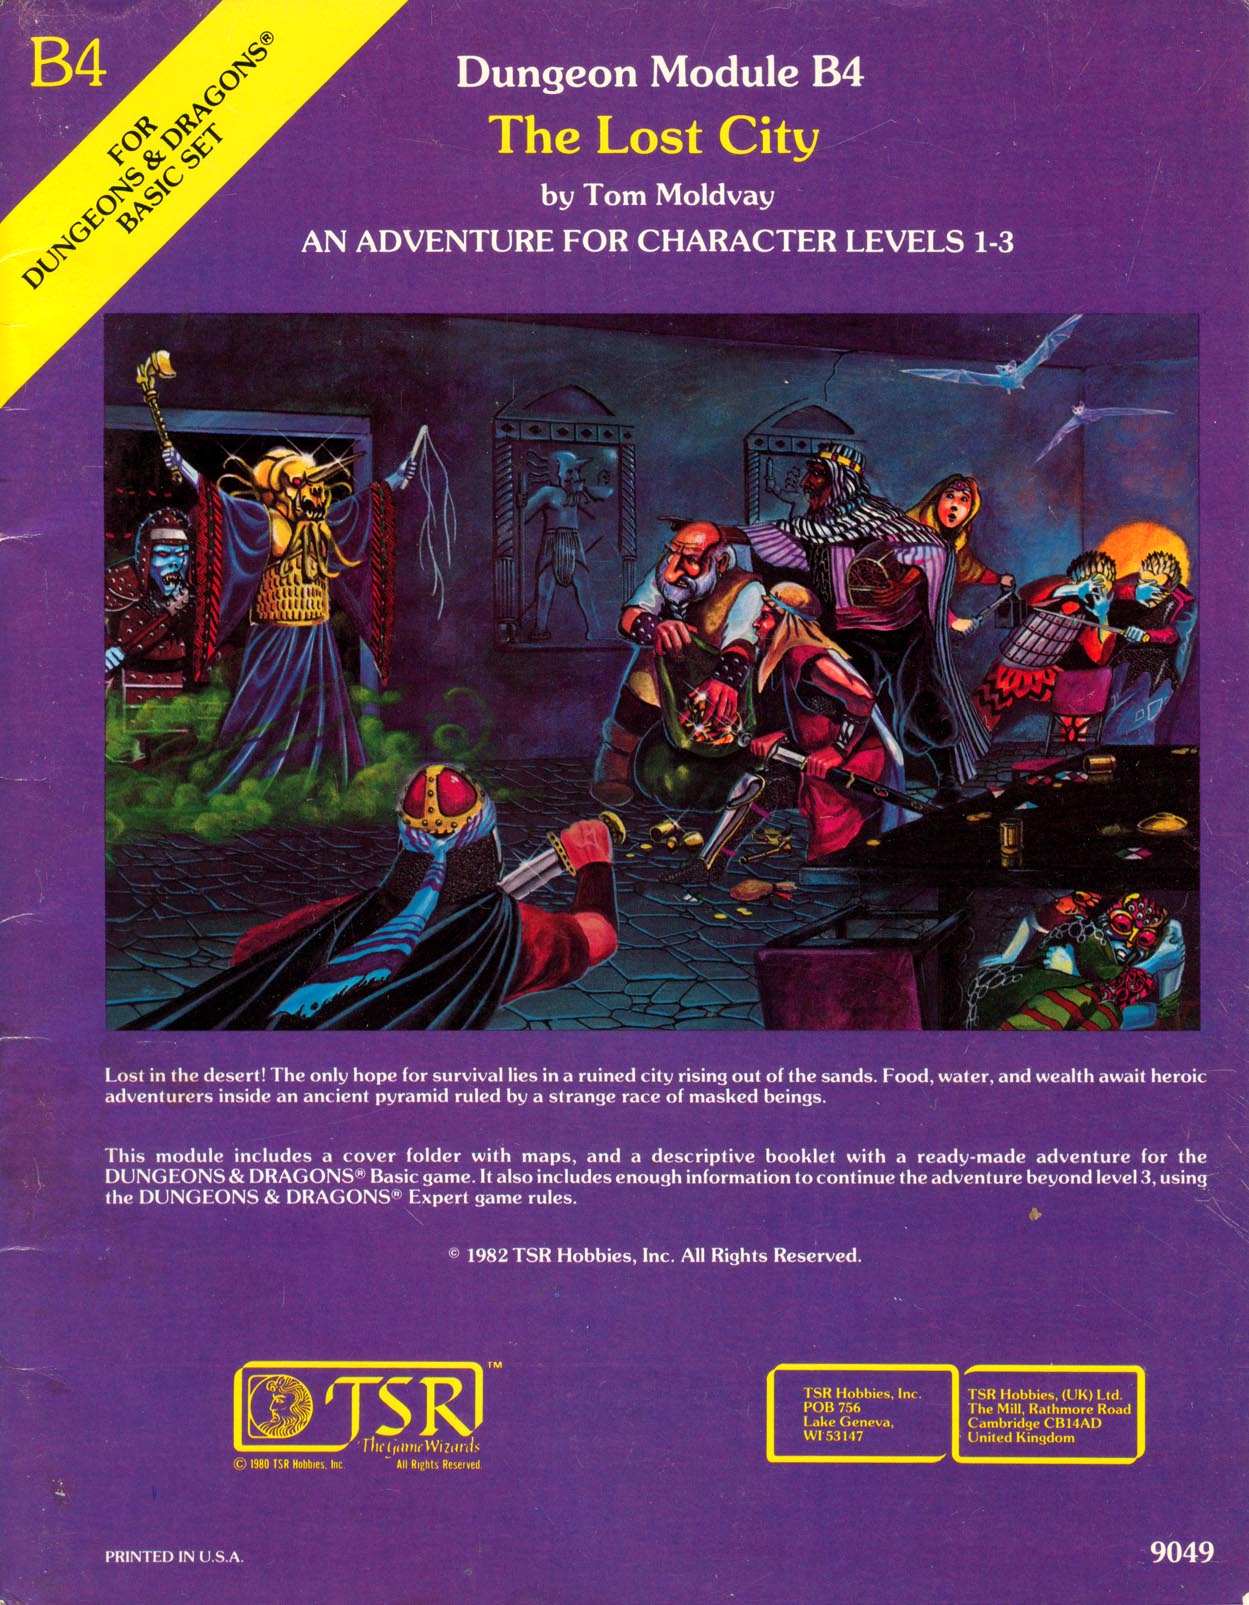 B4
FOR
DUNGEONS & DRAGONS®
BASIC SET
Dungeon Module B4
The Lost City
by Tom Moldvay
AN ADVENTURE FOR CHARACTER LEVELS 1-3
Lost in the desert! The only hope for survival lies in a ruined city rising out of the sands. Food, water, and wealth await heroic
adventurers inside an ancient pyramid ruled by a strange race of masked beings.
This module includes a cover folder with maps, and a descriptive booklet with a ready-made adventure for the
DUNGEONS & DRAGONS® Basic game. It also includes enough information to continue the adventure beyond level 3, using
the DUNGEONS & DRAGONS® Expert game rules.
© 1982 TSR Hobbies, Inc. All Rights Reserved.
TSR™
The Game Wizards
© 1980 TSR Hobbies, Inc. All Rights Reserved.
TSR Hobbies, Inc.
POB 756
Lake Geneva,
WI 53147
TSR Hobbies, (UK) Ltd.
The Mill, Rathmore Road
Cambridge CB14AD
United Kingdom
PRINTED IN U.S.A.
9049